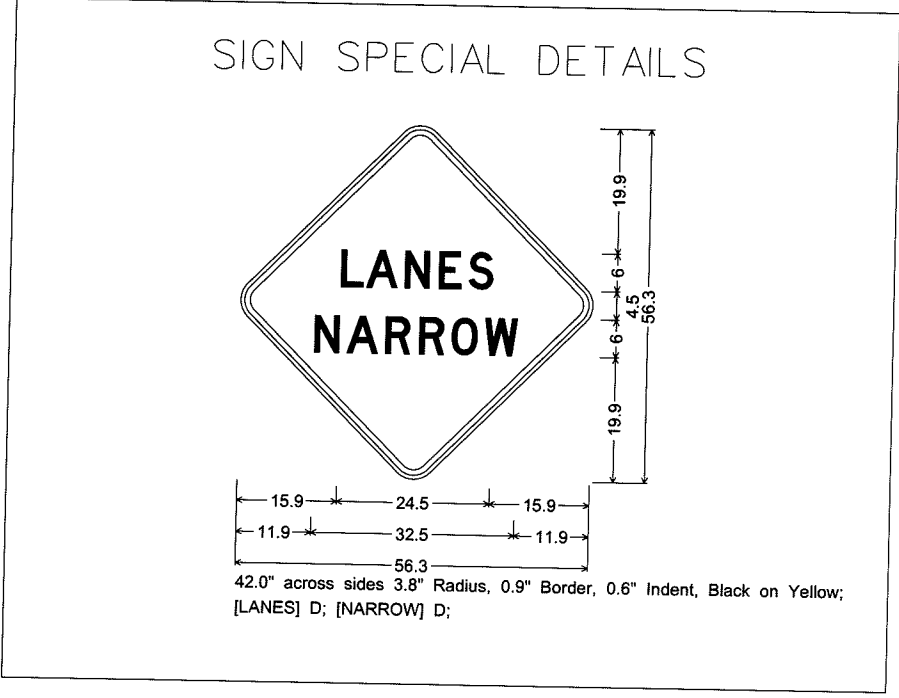 SIGN SPECIAL DETAILS
LANES
NARROW
19.9
6
4.5
56.3
6
19.9
15.9 24.5 15.9
11.9 32.5 11.9
56.3
42.0" across sides 3.8" Radius, 0.9" Border, 0.6" Indent, Black on Yellow;
[LANES] D; [NARROW] D;